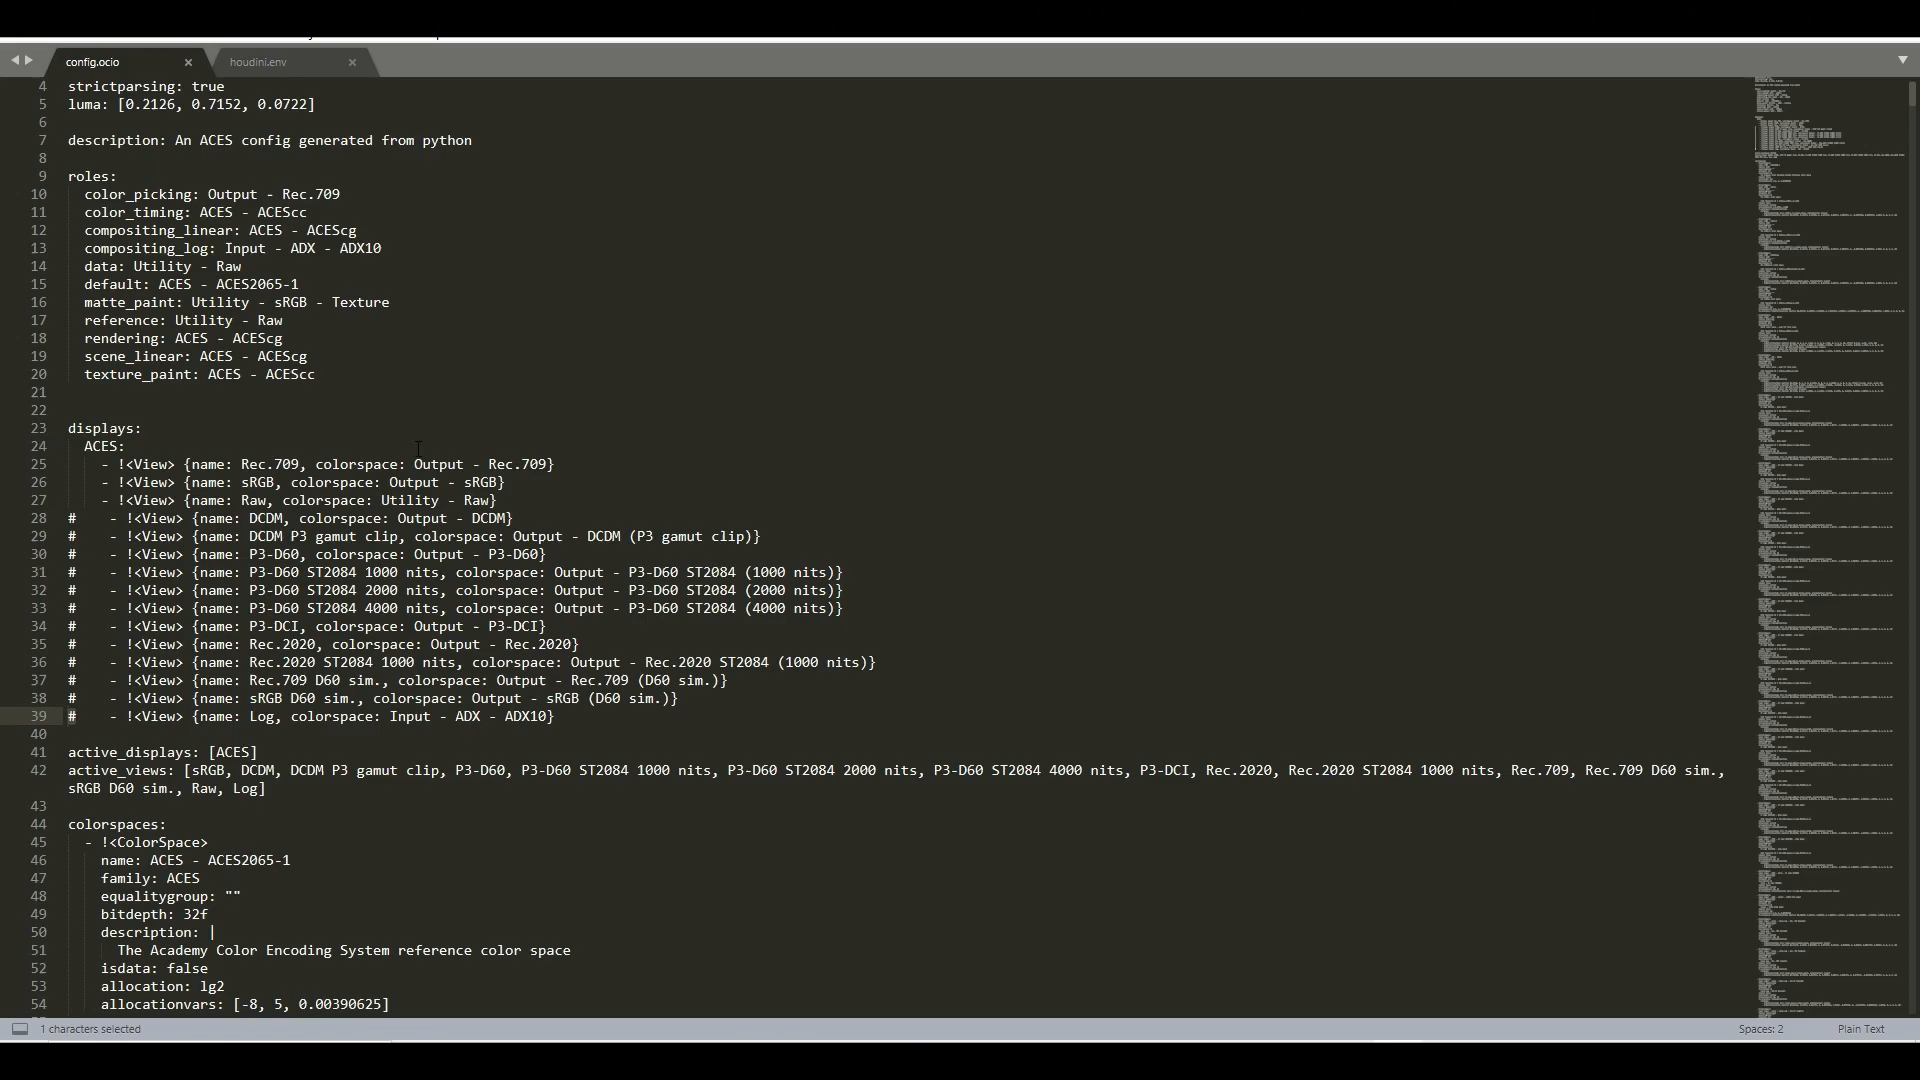 config.ocio × houdini.env ×
4 strictparsing: true
5 luma: [0.2126, 0.7152, 0.0722]
6
7 description: An ACES config generated from python
8
9 roles:
10 color_picking: Output - Rec.709
11 color_timing: ACES - ACEScc
12 compositing_linear: ACES - ACEScg
13 compositing_log: Input - ADX - ADX10
14 data: Utility - Raw
15 default: ACES - ACES2065-1
16 matte_paint: Utility - sRGB - Texture
17 reference: Utility - Raw
18 rendering: ACES - ACEScg
19 scene_linear: ACES - ACEScg
20 texture_paint: ACES - ACEScc
21
22
23 displays:
24 ACES:
25 - !<View> {name: Rec.709, colorspace: Output - Rec.709}
26 - !<View> {name: sRGB, colorspace: Output - sRGB}
27 - !<View> {name: Raw, colorspace: Utility - Raw}
28 # - !<View> {name: DCDM, colorspace: Output - DCDM}
29 # - !<View> {name: DCDM P3 gamut clip, colorspace: Output - DCDM (P3 gamut clip)}
30 # - !<View> {name: P3-D60, colorspace: Output - P3-D60}
31 # - !<View> {name: P3-D60 ST2084 1000 nits, colorspace: Output - P3-D60 ST2084 (1000 nits)}
32 # - !<View> {name: P3-D60 ST2084 2000 nits, colorspace: Output - P3-D60 ST2084 (2000 nits)}
33 # - !<View> {name: P3-D60 ST2084 4000 nits, colorspace: Output - P3-D60 ST2084 (4000 nits)}
34 # - !<View> {name: P3-DCI, colorspace: Output - P3-DCI}
35 # - !<View> {name: Rec.2020, colorspace: Output - Rec.2020}
36 # - !<View> {name: Rec.2020 ST2084 1000 nits, colorspace: Output - Rec.2020 ST2084 (1000 nits)}
37 # - !<View> {name: Rec.709 D60 sim., colorspace: Output - Rec.709 (D60 sim.)}
38 # - !<View> {name: sRGB D60 sim., colorspace: Output - sRGB (D60 sim.)}
39 # - !<View> {name: Log, colorspace: Input - ADX - ADX10}
40
41 active_displays: [ACES]
42 active_views: [sRGB, DCDM, DCDM P3 gamut clip, P3-D60, P3-D60 ST2084 1000 nits, P3-D60 ST2084 2000 nits, P3-D60 ST2084 4000 nits, P3-DCI, Rec.2020, Rec.2020 ST2084 1000 nits, Rec.709, Rec.709 D60 sim.,
sRGB D60 sim., Raw, Log]
43
44 colorspaces:
45 - !<ColorSpace>
46 name: ACES - ACES2065-1
47 family: ACES
48 equalitygroup: ""
49 bitdepth: 32f
50 description: |
51 The Academy Color Encoding System reference color space
52 isdata: false
53 allocation: lg2
54 allocationvars: [-8, 5, 0.00390625]
1 characters selected Spaces: 2 Plain Text